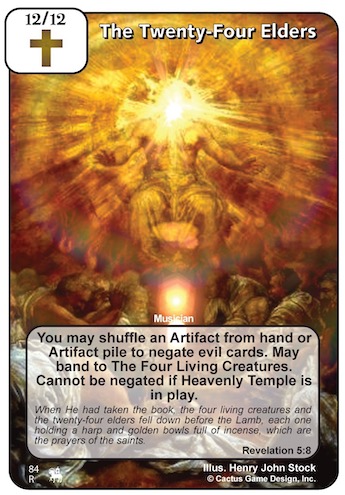 12/12
The Twenty-Four Elders
Musician
You may shuffle an Artifact from hand or
Artifact pile to negate evil cards. May
band to The Four Living Creatures.
Cannot be negated if Heavenly Temple is
in play.
When He had taken the book, the four living creatures and
the twenty-four elders fell down before the Lamb, each one
holding a harp and golden bowls full of incense, which are
the prayers of the saints.
Revelation 5:8
84
R
Illus. Henry John Stock
© Cactus Game Design, Inc.